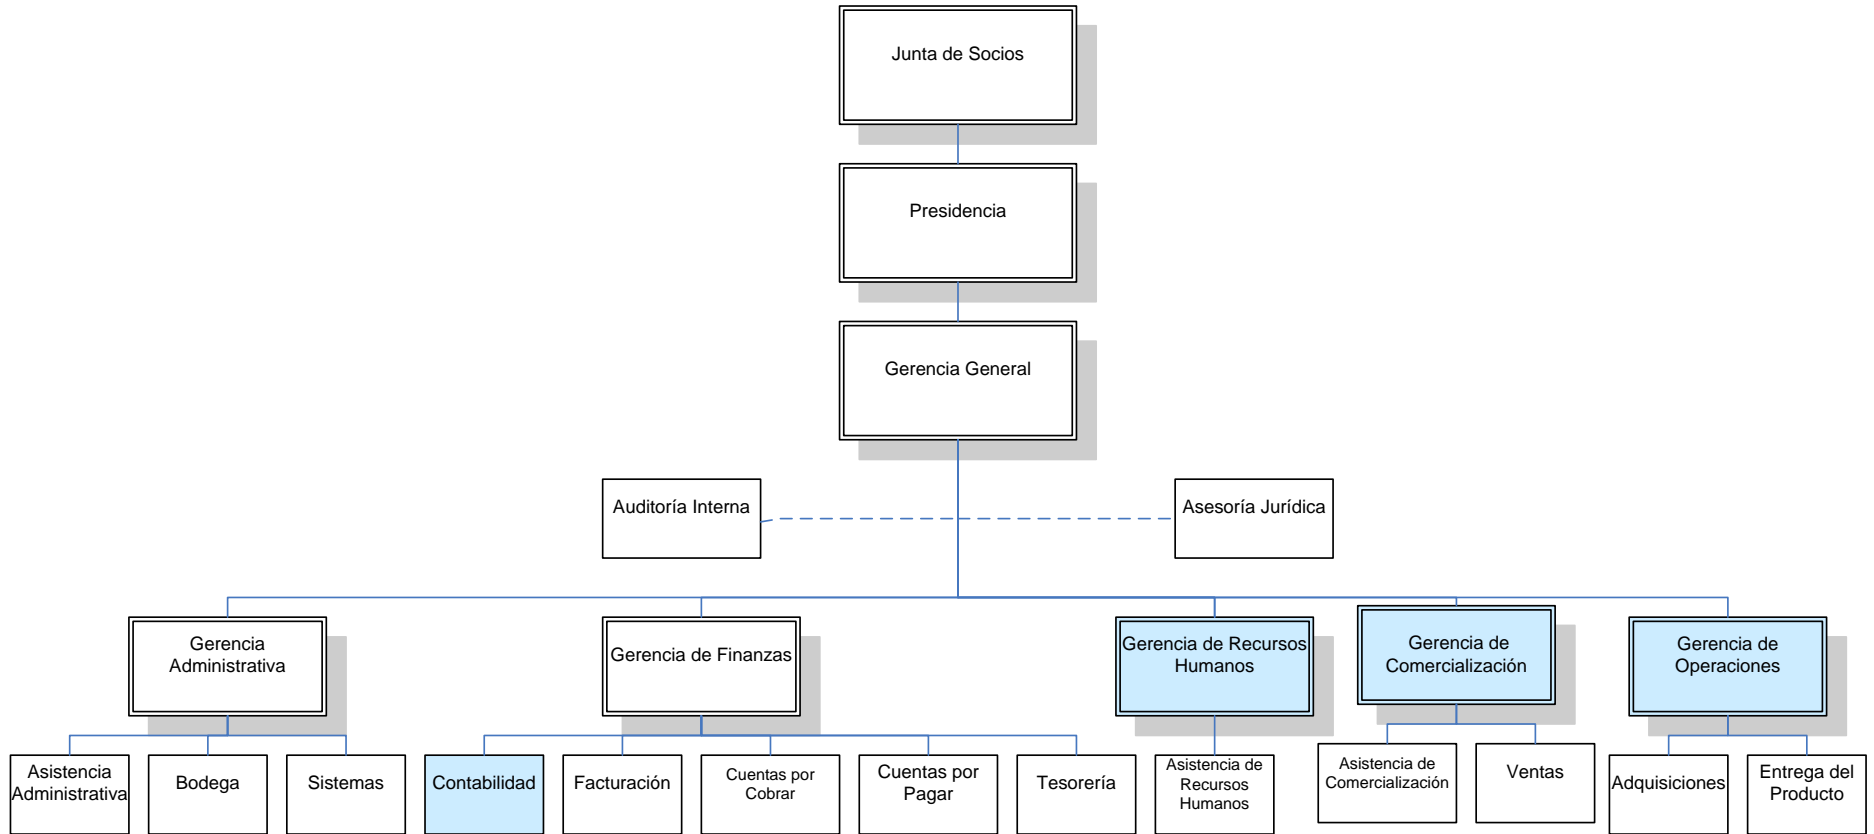 Junta de Socios
Presidencia
Gerencia General
Auditoría Interna
Asesoría Jurídica
Gerencia
Administrativa
Gerencia de Finanzas
Gerencia de Recursos
Humanos
Gerencia de
Comercialización
Gerencia de
Operaciones
Asistencia
Administrativa
Bodega
Sistemas
Contabilidad
Facturación
Cuentas por
Cobrar
Cuentas por
Pagar
Tesorería
Asistencia de
Recursos
Humanos
Asistencia de
Comercialización
Ventas
Adquisiciones
Entrega del
Producto